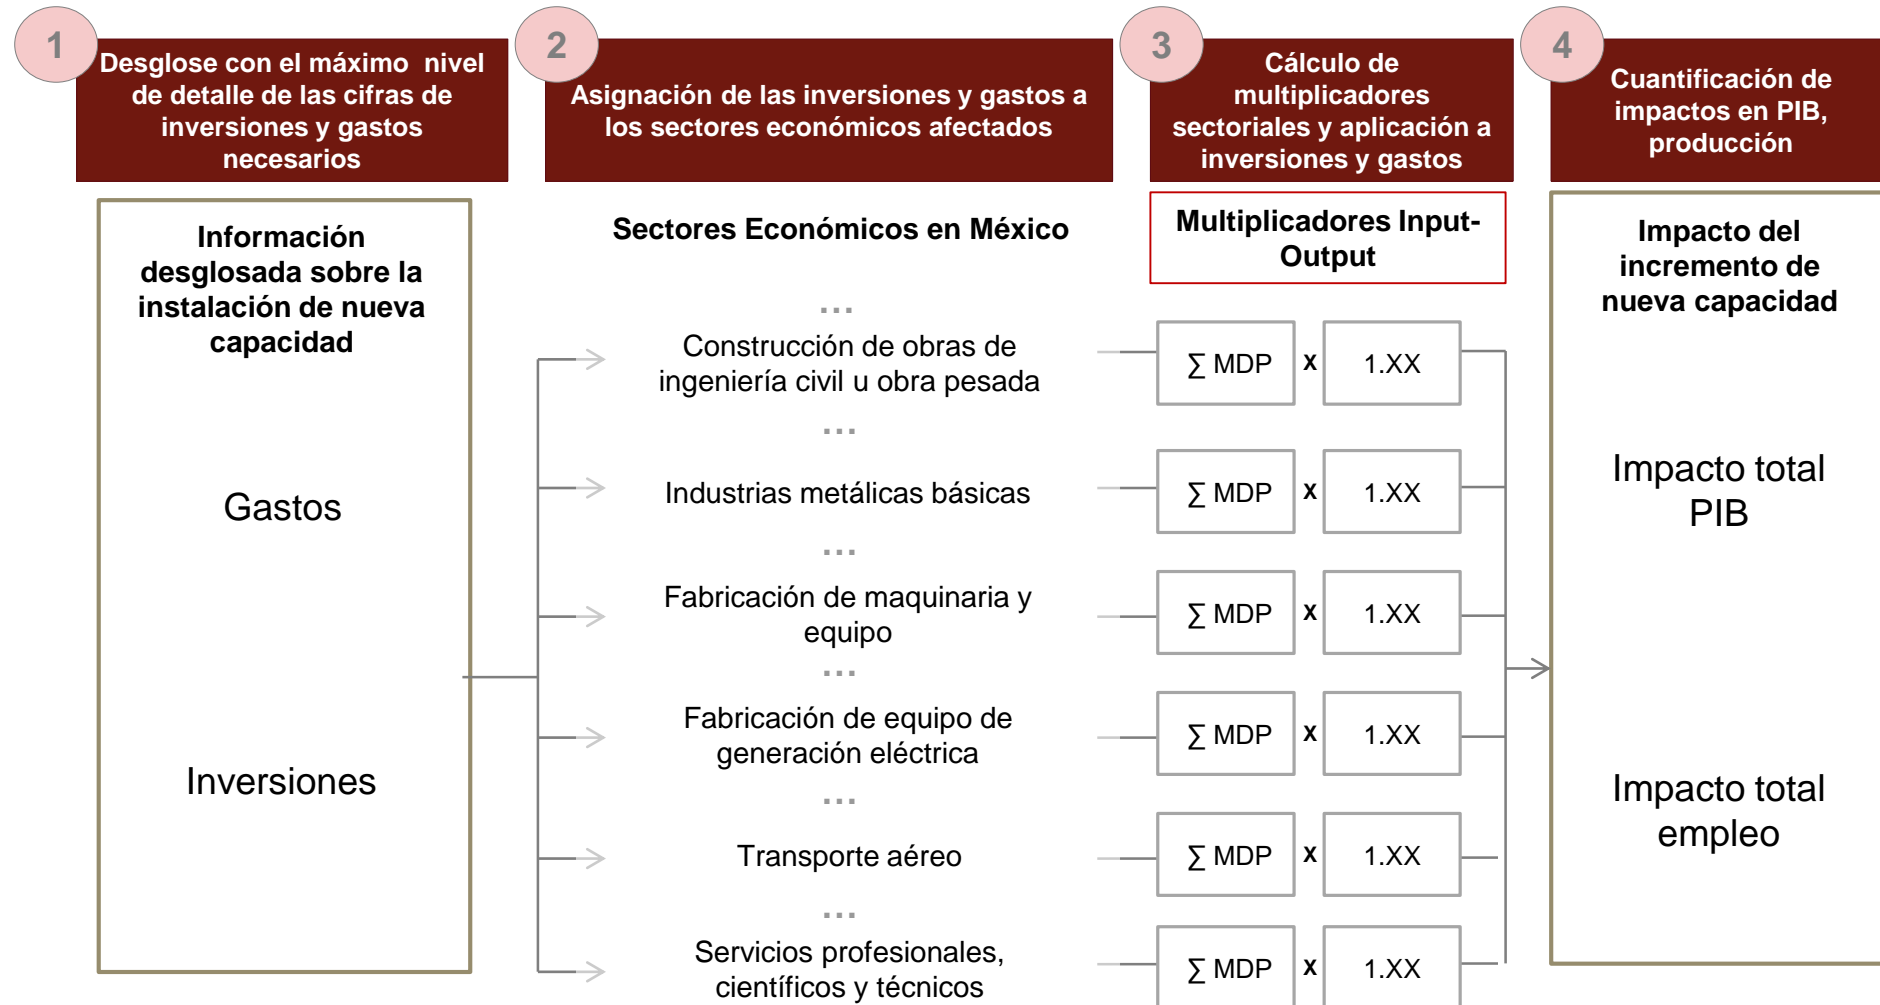 1
Desglose con el máximo nivel
de detalle de las cifras de
inversiones y gastos
necesarios
2
Asignación de las inversiones y gastos a
los sectores económicos afectados
3
Cálculo de
multiplicadores
sectoriales y aplicación a
inversiones y gastos
4
Cuantificación de
impactos en PIB,
producción
Información
desglosada sobre la
instalación de nueva
capacidad
Gastos
Inversiones
Sectores Económicos en México
...
Construcción de obras de
ingeniería civil u obra pesada
...
Industrias metálicas básicas
...
Fabricación de maquinaria y
equipo
...
Fabricación de equipo de
generación eléctrica
...
Transporte aéreo
...
Servicios profesionales,
científicos y técnicos
Multiplicadores Input-
Output
∑ MDP x 1.XX
∑ MDP x 1.XX
∑ MDP x 1.XX
∑ MDP x 1.XX
∑ MDP x 1.XX
∑ MDP x 1.XX
Impacto del
incremento de
nueva capacidad
Impacto total
PIB
Impacto total
empleo